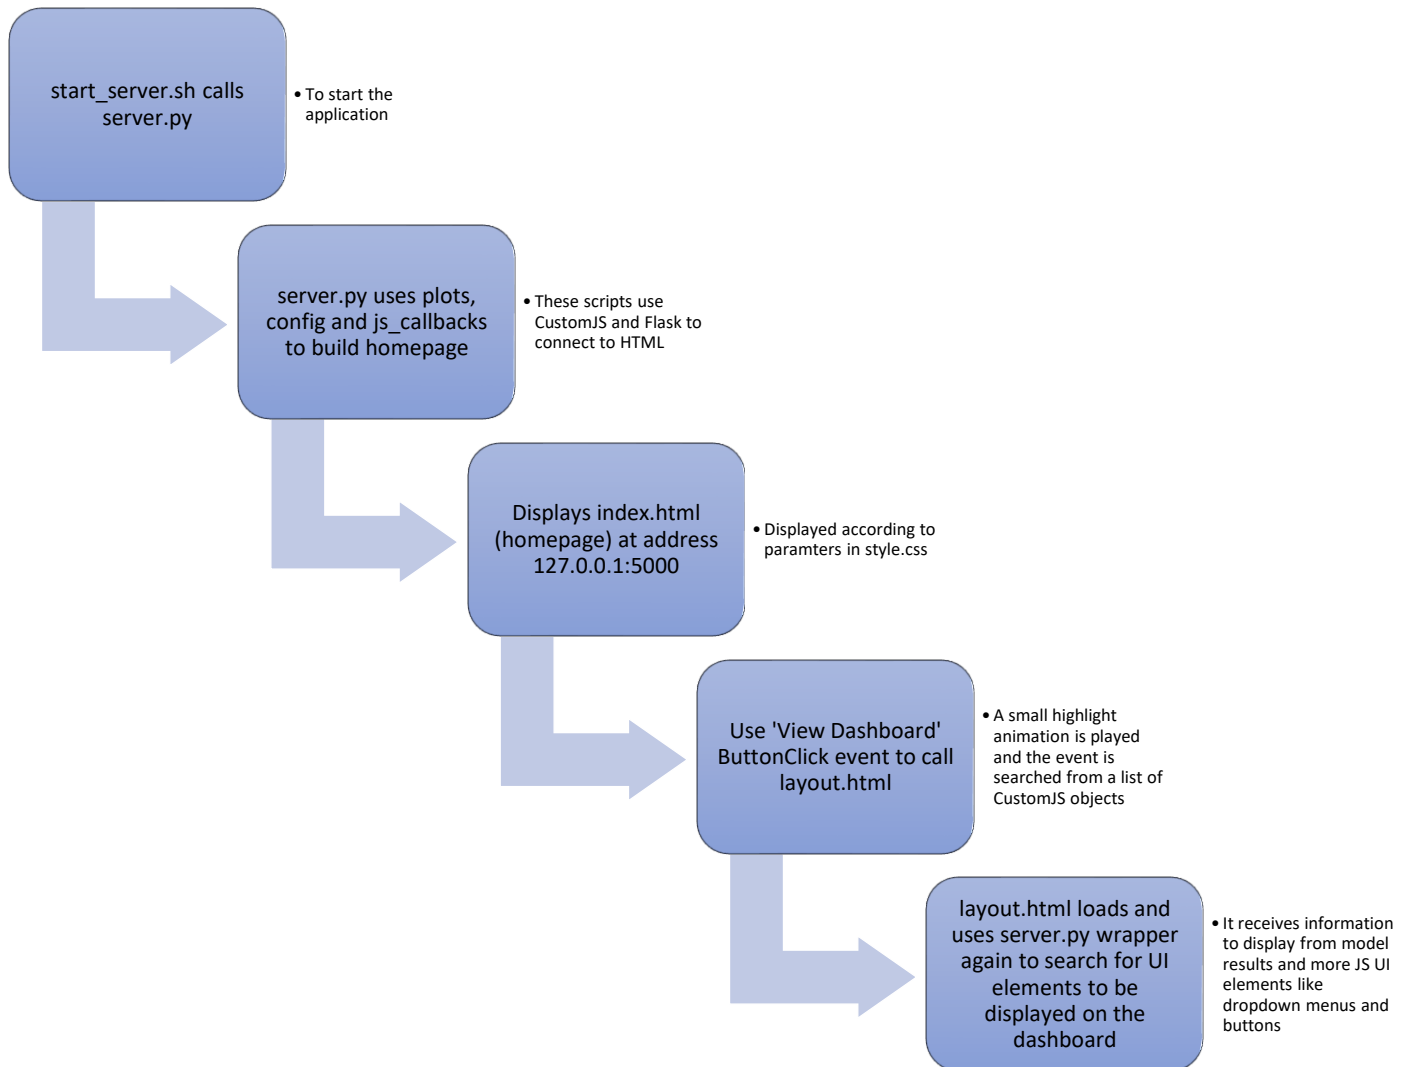 start_server.sh calls
server.py
• To start the
application
server.py uses plots,
config and js_callbacks
to build homepage
• These scripts use
CustomJS and Flask to
connect to HTML
Displays index.html
(homepage) at address
127.0.0.1:5000
• Displayed according to
paramters in style.css
Use 'View Dashboard'
ButtonClick event to call
layout.html
• A small highlight
animation is played
and the event is
searched from a list of
CustomJS objects
layout.html loads and
uses server.py wrapper
again to search for UI
elements to be
displayed on the
dashboard
• It receives information
to display from model
results and more JS UI
elements like
dropdown menus and
buttons